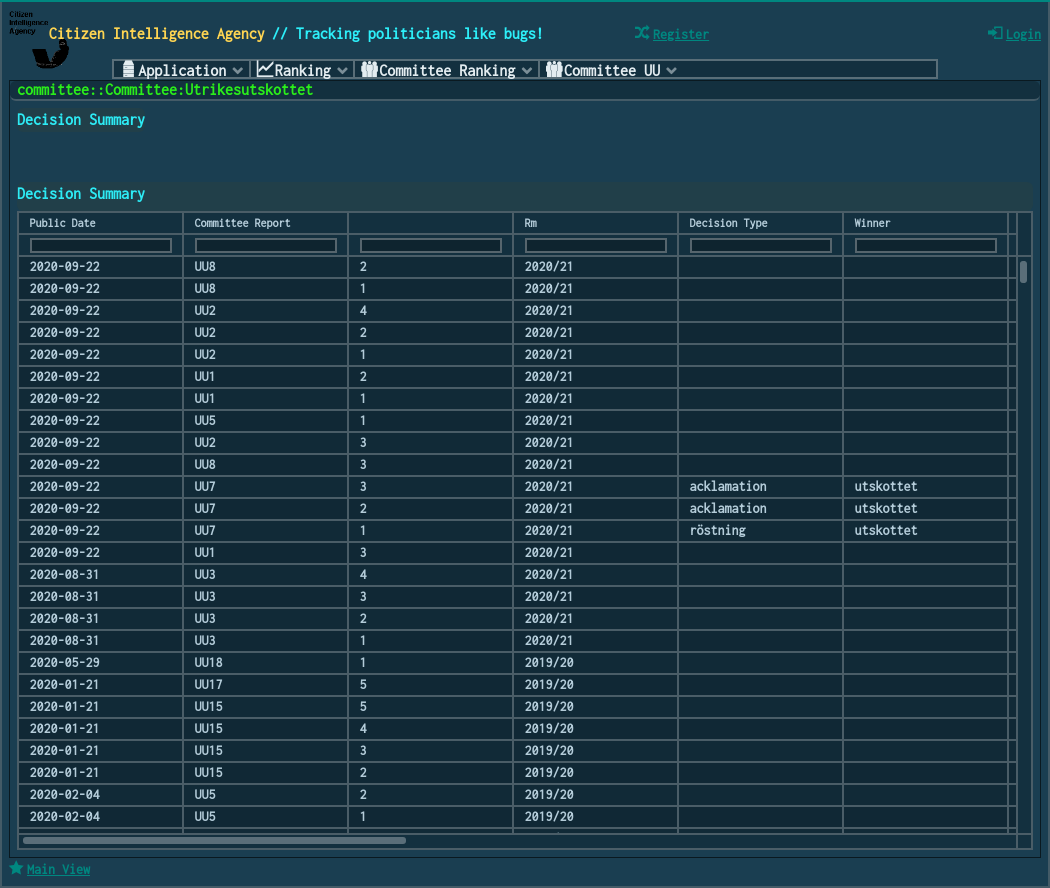 Citizen
Intelligence
Agency
Citizen Intelligence Agency // Tracking politicians like bugs!
Register
Login
Application Ranking Committee Ranking Committee UU
committee::Committee:Utrikesutskottet
Decision Summary
Decision Summary
Public Date Committee Report Rm Decision Type Winner
2020-09-22 UU8 2 2020/21
2020-09-22 UU8 1 2020/21
2020-09-22 UU2 4 2020/21
2020-09-22 UU2 2 2020/21
2020-09-22 UU2 1 2020/21
2020-09-22 UU1 2 2020/21
2020-09-22 UU1 1 2020/21
2020-09-22 UU5 1 2020/21
2020-09-22 UU2 3 2020/21
2020-09-22 UU8 3 2020/21
2020-09-22 UU7 3 2020/21 acklamation utskottet
2020-09-22 UU7 2 2020/21 acklamation utskottet
2020-09-22 UU7 1 2020/21 röstning utskottet
2020-09-22 UU1 3 2020/21
2020-08-31 UU3 4 2020/21
2020-08-31 UU3 3 2020/21
2020-08-31 UU3 2 2020/21
2020-08-31 UU3 1 2020/21
2020-05-29 UU18 1 2019/20
2020-01-21 UU17 5 2019/20
2020-01-21 UU15 5 2019/20
2020-01-21 UU15 4 2019/20
2020-01-21 UU15 3 2019/20
2020-01-21 UU15 2 2019/20
2020-02-04 UU5 2 2019/20
2020-02-04 UU5 1 2019/20
Main View